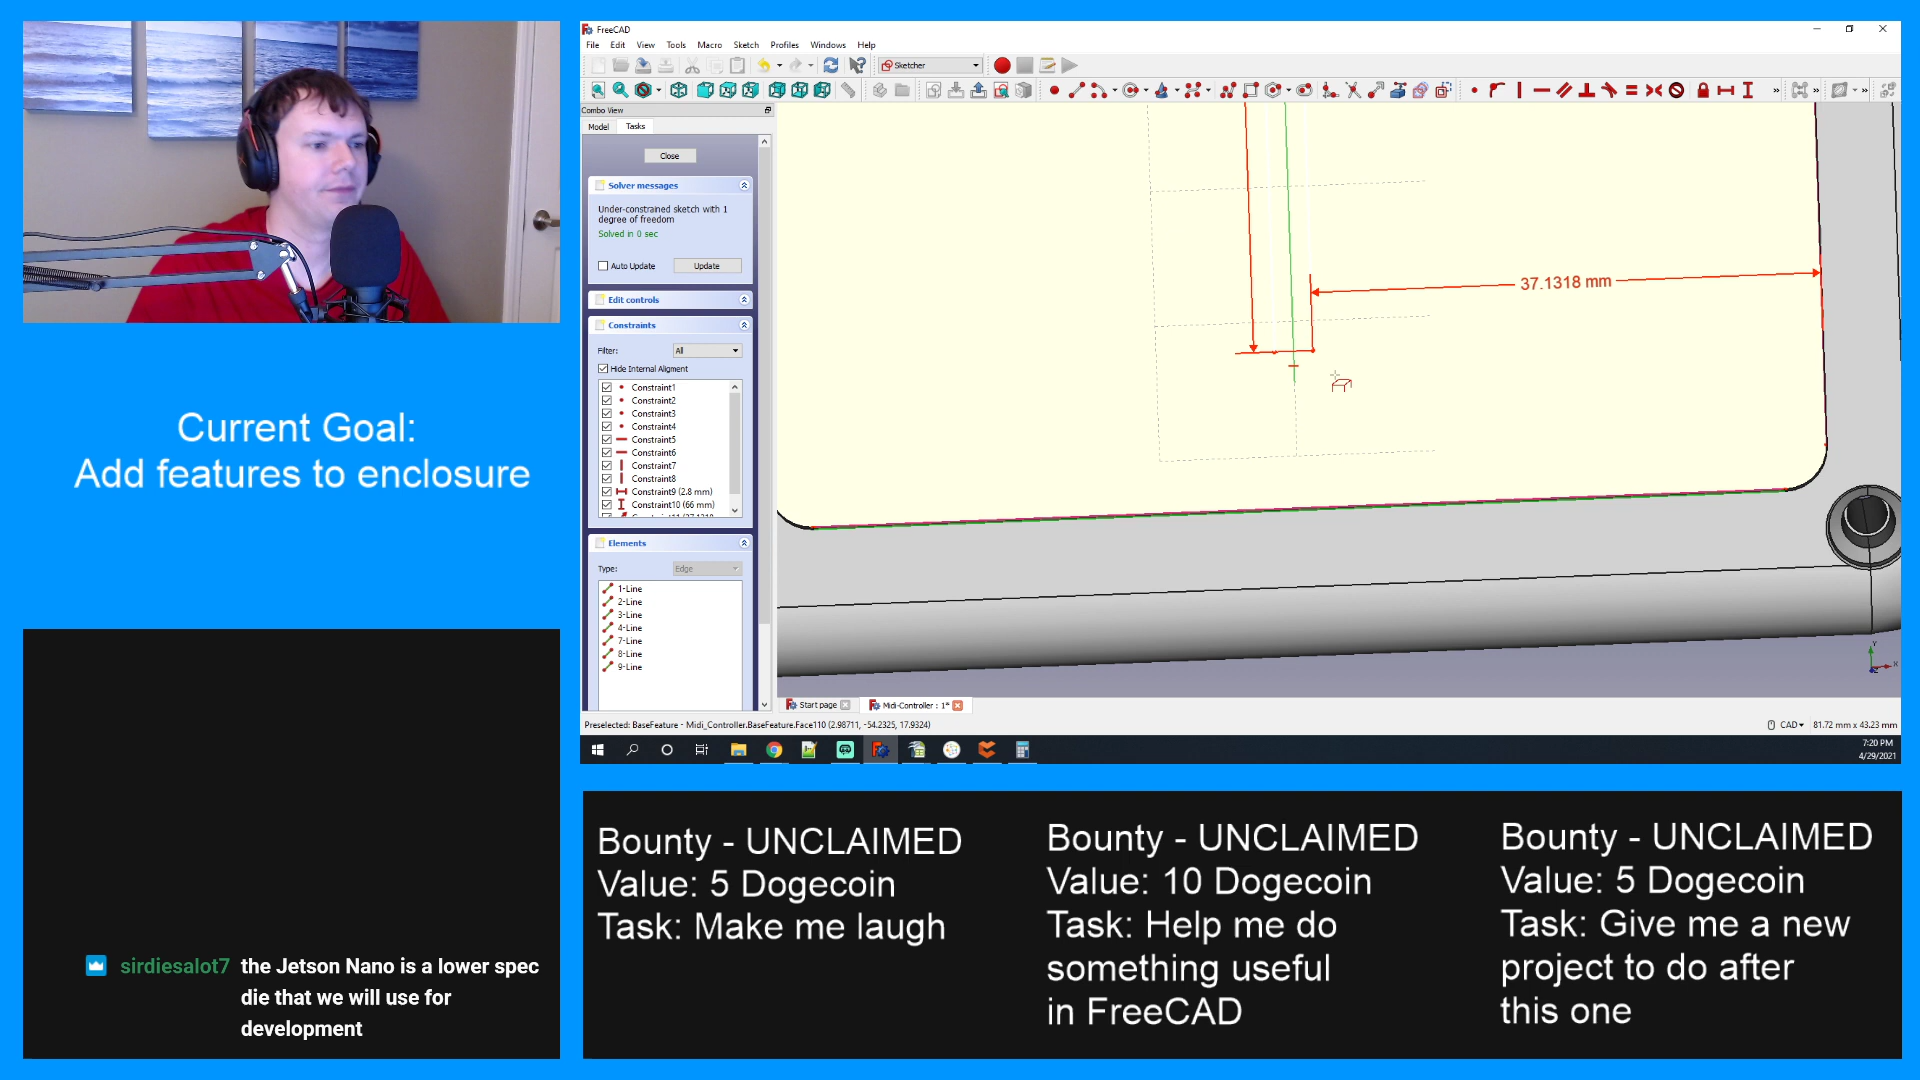 FreeCAD
File Edit View Tools Macro Sketch Profiles Windows Help
Sketcher
Combo View
Model Tasks
Close
Solver messages
Under-constrained sketch with 1
degree of freedom
Solved in 0 sec
Auto Update Update
Edit controls
Constraints
Filter: All
Hide Internal Alignment
Constraint1
Constraint2
Constraint3
Constraint4
Constraint5
Constraint6
Constraint7
Constraint8
Constraint9 (2.8 mm)
Constraint10 (66 mm)
Elements
Type: Edge
1-Line
2-Line
3-Line
4-Line
7-Line
8-Line
9-Line
37.1318 mm
Y
X
Start page Midi-Controller : 1*
Preselected: BaseFeature - Midi_Controller.BaseFeature.Face110 (2.98711, -54.2325, 17.9324)
CAD 81.72 mm x 43.23 mm
7:20 PM
4/29/2021
Current Goal:
Add features to enclosure
sirdiesalot7 the Jetson Nano is a lower spec
die that we will use for
development
Bounty - UNCLAIMED
Value: 5 Dogecoin
Task: Make me laugh
Bounty - UNCLAIMED
Value: 10 Dogecoin
Task: Help me do
something useful
in FreeCAD
Bounty - UNCLAIMED
Value: 5 Dogecoin
Task: Give me a new
project to do after
this one